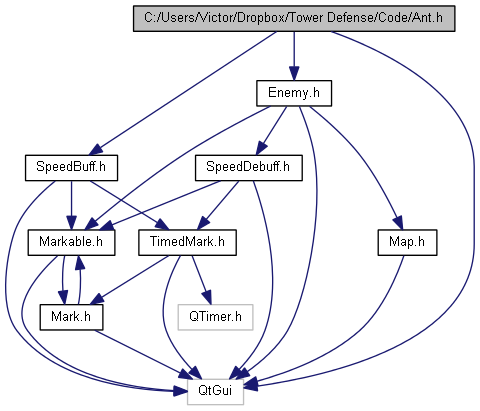 C:/Users/Victor/Dropbox/Tower Defense/Code/Ant.h
Enemy.h
SpeedBuff.h
SpeedDebuff.h
Markable.h
TimedMark.h
Map.h
Mark.h
QTimer.h
QtGui